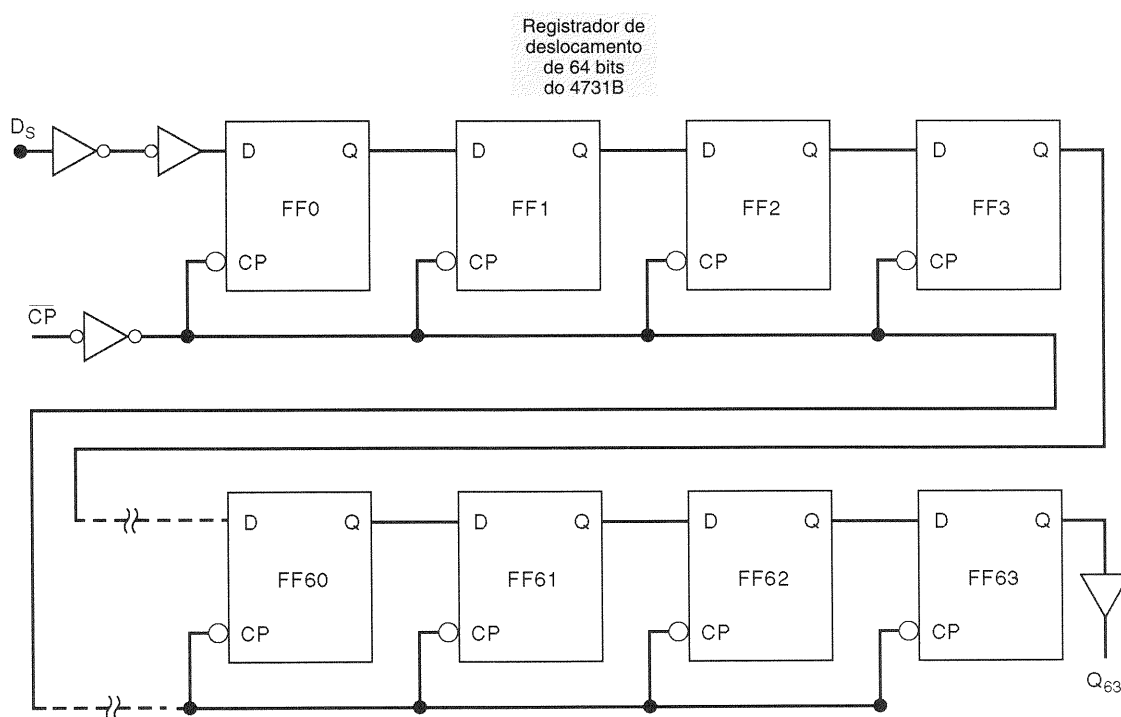 Registrador de
deslocamento
de 64 bits
do 4731B
D_S
D Q D Q D Q D Q
FF0 FF1 FF2 FF3
CP CP CP CP
C̅P̅
D Q D Q D Q D Q
FF60 FF61 FF62 FF63
CP CP CP CP
Q_63